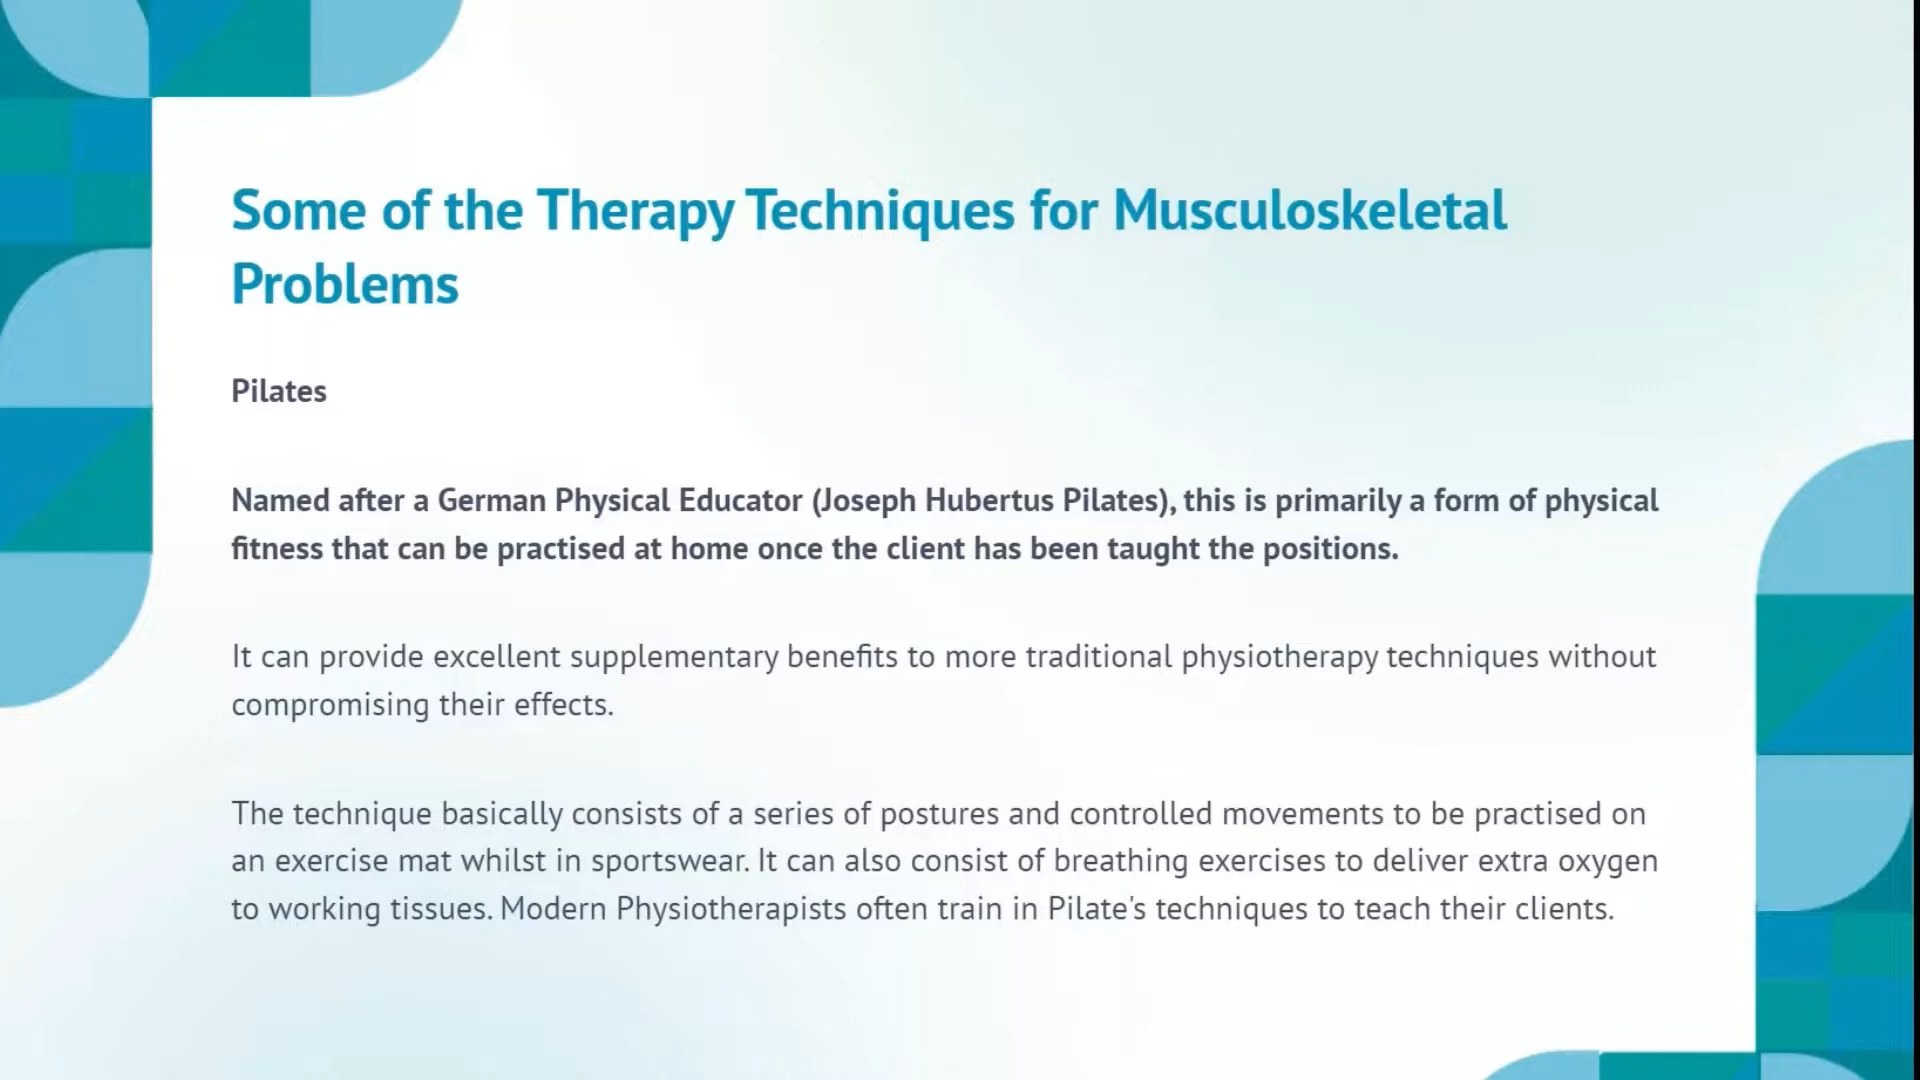 Some of the Therapy Techniques for Musculoskeletal
Problems
Pilates
Named after a German Physical Educator (Joseph Hubertus Pilates), this is primarily a form of physical
fitness that can be practised at home once the client has been taught the positions.
It can provide excellent supplementary benefits to more traditional physiotherapy techniques without
compromising their effects.
The technique basically consists of a series of postures and controlled movements to be practised on
an exercise mat whilst in sportswear. It can also consist of breathing exercises to deliver extra oxygen
to working tissues. Modern Physiotherapists often train in Pilate's techniques to teach their clients.